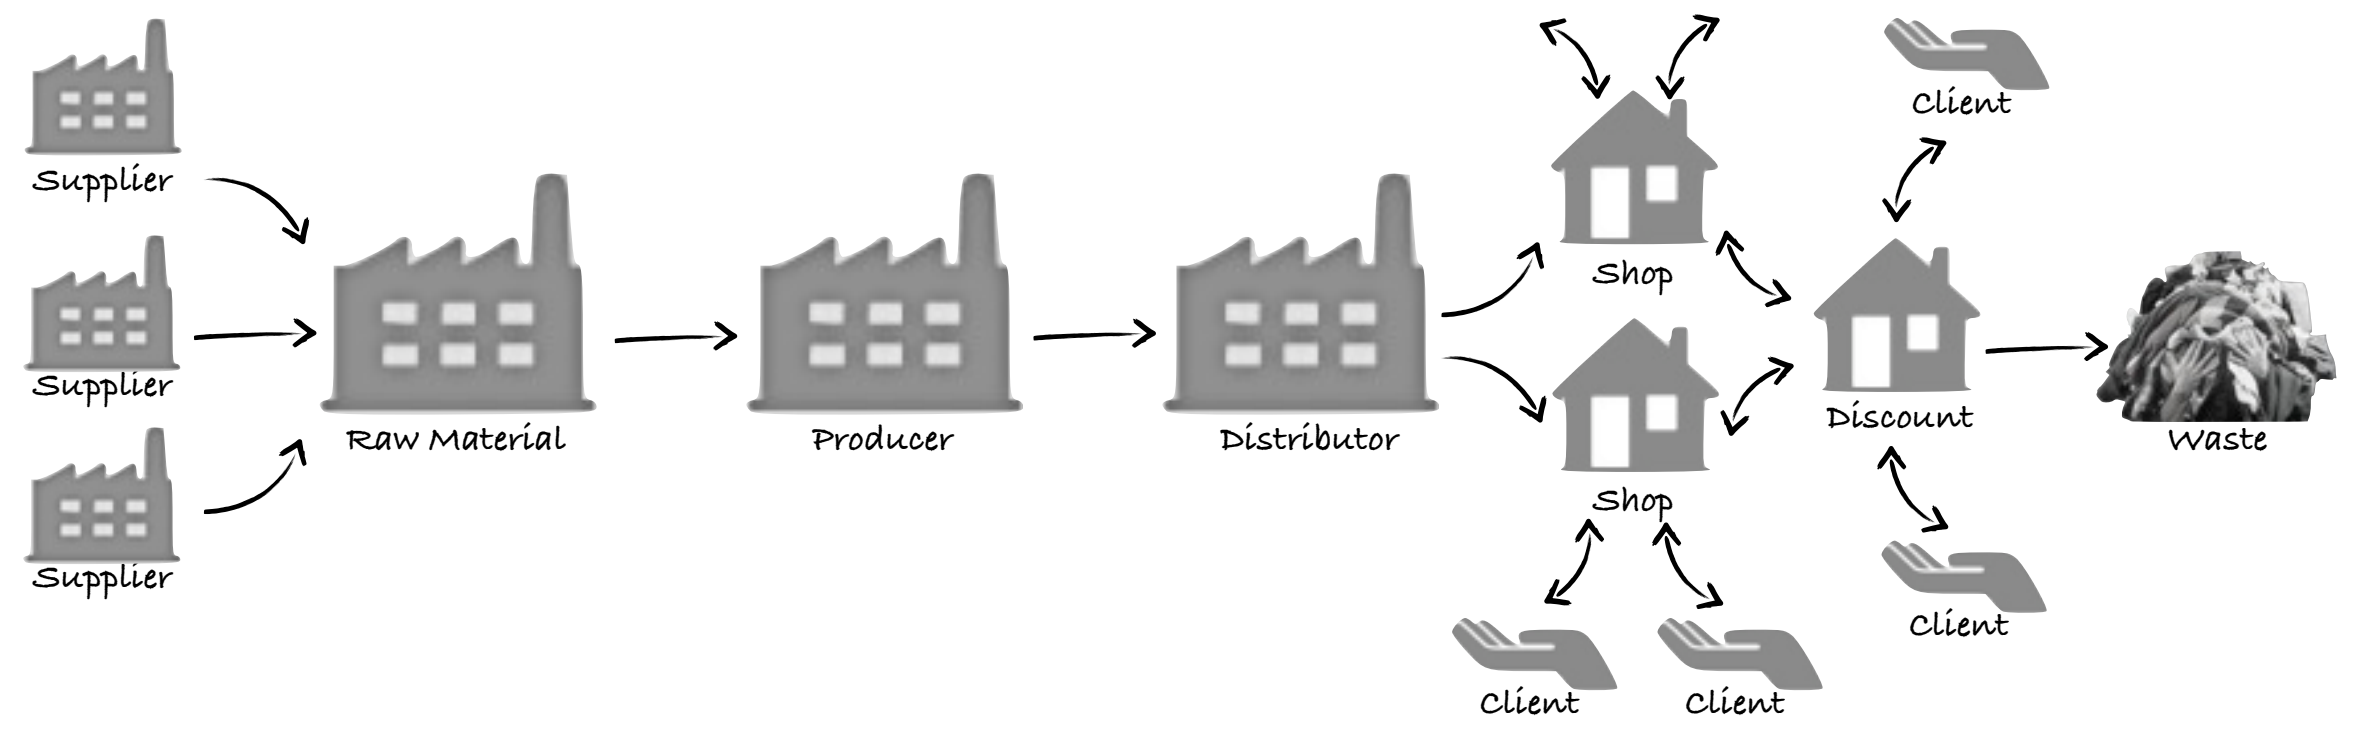 Client
Supplier
Shop
Supplier
Raw Material
Producer
Distributor
Discount
Waste
Shop
Supplier
Client
Client
Client